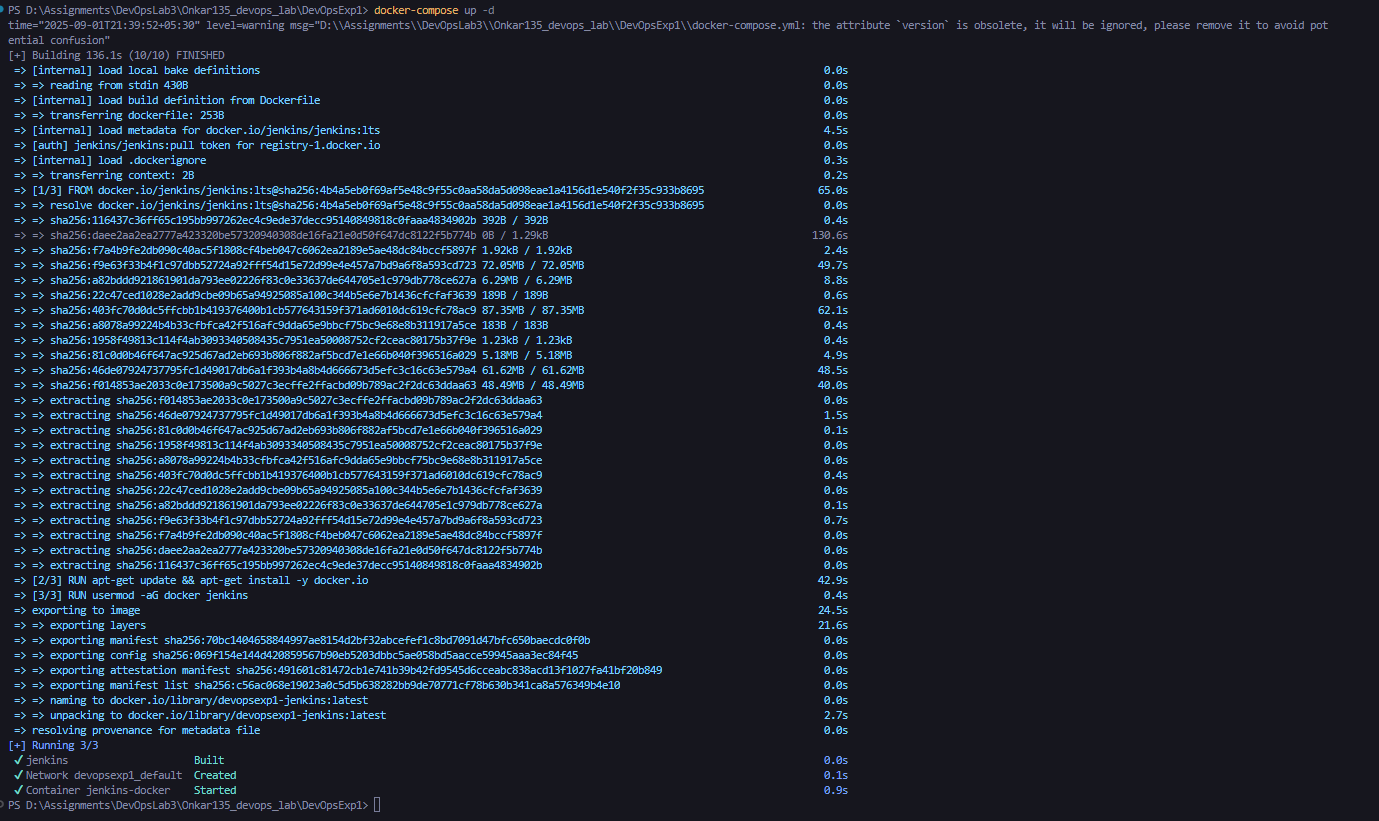 PS D:\Assignments\DevOpsLab3\Onkar135_devops_lab\DevOpsExp1> docker-compose up -d
time="2025-09-01T21:39:52+05:30" level=warning msg="D:\\Assignments\\DevOpsLab3\\Onkar135_devops_lab\\DevOpsExp1\\docker-compose.yml: the attribute `version` is obsolete, it will be ignored, please remove it to avoid pot
ential confusion"
[+] Building 136.1s (10/10) FINISHED
=> [internal] load local bake definitions 0.0s
=> => reading from stdin 430B 0.0s
=> [internal] load build definition from Dockerfile 0.0s
=> => transferring dockerfile: 253B 0.0s
=> [internal] load metadata for docker.io/jenkins/jenkins:lts 4.5s
=> [auth] jenkins/jenkins:pull token for registry-1.docker.io 0.0s
=> [internal] load .dockerignore 0.3s
=> => transferring context: 2B 0.2s
=> [1/3] FROM docker.io/jenkins/jenkins:lts@sha256:4b4a5eb0f69af5e48c9f55c0aa58da5d098eae1a4156d1e540f2f35c933b8695 65.0s
=> => resolve docker.io/jenkins/jenkins:lts@sha256:4b4a5eb0f69af5e48c9f55c0aa58da5d098eae1a4156d1e540f2f35c933b8695 0.0s
=> => sha256:116437c36ff65c195bb997262ec4c9ede37decc95140849818c0faaa4834902b 392B / 392B 0.4s
=> => sha256:daee2aa2ea2777a423320be57320940308de16fa21e0d50f647dc8122f5b774b 0B / 1.29kB 130.6s
=> => sha256:f7a4b9fe2db090c40ac5f1808cf4beb047c6062ea2189e5ae48dc84bccf5897f 1.92kB / 1.92kB 2.4s
=> => sha256:f9e63f33b4f1c97dbb52724a92fff54d15e72d99e4e457a7bd9a6f8a593cd723 72.05MB / 72.05MB 49.7s
=> => sha256:a82bddd921861901da793ee02226f83c0e33637de644705e1c979db778ce627a 6.29MB / 6.29MB 8.8s
=> => sha256:22c47ced1028e2add9cbe09b65a94925085a100c344b5e6e7b1436cfcfaf3639 189B / 189B 0.6s
=> => sha256:403fc70d0dc5ffcbb1b419376400b1cb577643159f371ad6010dc619cfc78ac9 87.35MB / 87.35MB 62.1s
=> => sha256:a8078a99224b4b33cfbfca42f516afc9dda65e9bbcf75bc9e68e8b311917a5ce 183B / 183B 0.4s
=> => sha256:1958f49813c114f4ab3093340508435c7951ea50008752cf2ceac80175b37f9e 1.23kB / 1.23kB 0.4s
=> => sha256:81c0d0b46f647ac925d67ad2eb693b806f882af5bcd7e1e66b040f396516a029 5.18MB / 5.18MB 4.9s
=> => sha256:46de07924737795fc1d49017db6a1f393b4a8b4d666673d5efc3c16c63e579a4 61.62MB / 61.62MB 48.5s
=> => sha256:f014853ae2033c0e173500a9c5027c3ecffe2ffacbd09b789ac2f2dc63ddaa63 48.49MB / 48.49MB 40.0s
=> => extracting sha256:f014853ae2033c0e173500a9c5027c3ecffe2ffacbd09b789ac2f2dc63ddaa63 0.0s
=> => extracting sha256:46de07924737795fc1d49017db6a1f393b4a8b4d666673d5efc3c16c63e579a4 1.5s
=> => extracting sha256:81c0d0b46f647ac925d67ad2eb693b806f882af5bcd7e1e66b040f396516a029 0.1s
=> => extracting sha256:1958f49813c114f4ab3093340508435c7951ea50008752cf2ceac80175b37f9e 0.0s
=> => extracting sha256:a8078a99224b4b33cfbfca42f516afc9dda65e9bbcf75bc9e68e8b311917a5ce 0.0s
=> => extracting sha256:403fc70d0dc5ffcbb1b419376400b1cb577643159f371ad6010dc619cfc78ac9 0.4s
=> => extracting sha256:22c47ced1028e2add9cbe09b65a94925085a100c344b5e6e7b1436cfcfaf3639 0.0s
=> => extracting sha256:a82bddd921861901da793ee02226f83c0e33637de644705e1c979db778ce627a 0.1s
=> => extracting sha256:f9e63f33b4f1c97dbb52724a92fff54d15e72d99e4e457a7bd9a6f8a593cd723 0.7s
=> => extracting sha256:f7a4b9fe2db090c40ac5f1808cf4beb047c6062ea2189e5ae48dc84bccf5897f 0.0s
=> => extracting sha256:daee2aa2ea2777a423320be57320940308de16fa21e0d50f647dc8122f5b774b 0.0s
=> => extracting sha256:116437c36ff65c195bb997262ec4c9ede37decc95140849818c0faaa4834902b 0.0s
=> [2/3] RUN apt-get update && apt-get install -y docker.io 42.9s
=> [3/3] RUN usermod -aG docker jenkins 0.4s
=> exporting to image 24.5s
=> => exporting layers 21.6s
=> => exporting manifest sha256:70bc1404658844997ae8154d2bf32abcefef1c8bd7091d47bfc650baecdc0f0b 0.0s
=> => exporting config sha256:069f154e144d420859567b90eb5203dbbc5ae058bd5aacce59945aaa3ec84f45 0.0s
=> => exporting attestation manifest sha256:491601c81472cb1e741b39b42fd9545d6cceabc838acd13f1027fa41bf20b849 0.0s
=> => exporting manifest list sha256:c56ac068e19023a0c5d5b638282bb9de70771cf78b630b341ca8a576349b4e10 0.0s
=> => naming to docker.io/library/devopsexp1-jenkins:latest 0.0s
=> => unpacking to docker.io/library/devopsexp1-jenkins:latest 2.7s
=> resolving provenance for metadata file 0.0s
[+] Running 3/3
✔ jenkins Built 0.0s
✔ Network devopsexp1_default Created 0.1s
✔ Container jenkins-docker Started 0.9s
PS D:\Assignments\DevOpsLab3\Onkar135_devops_lab\DevOpsExp1>